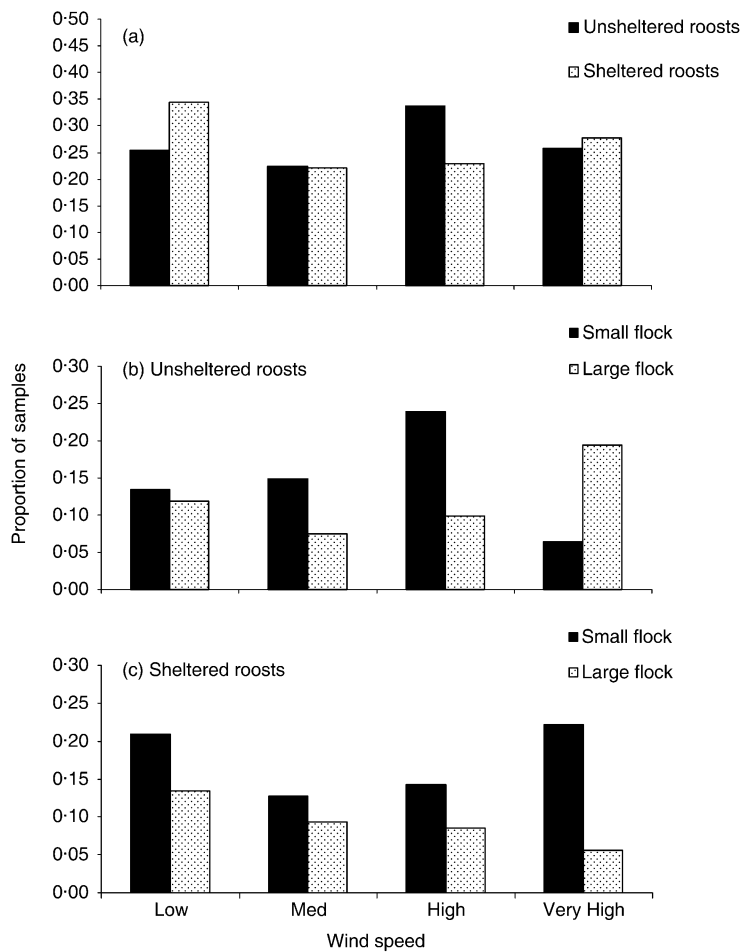 (a)
Unsheltered roosts
Sheltered roosts
0·50
0·45
0·40
0·35
0·30
0·25
0·20
0·15
0·10
0·05
0·00
Small flock
Large flock
(b) Unsheltered roosts
0·30
0·25
0·20
0·15
0·10
0·05
0·00
Proportion of samples
Small flock
Large flock
(c) Sheltered roosts
0·30
0·25
0·20
0·15
0·10
0·05
0·00
Low Med High Very High
Wind speed